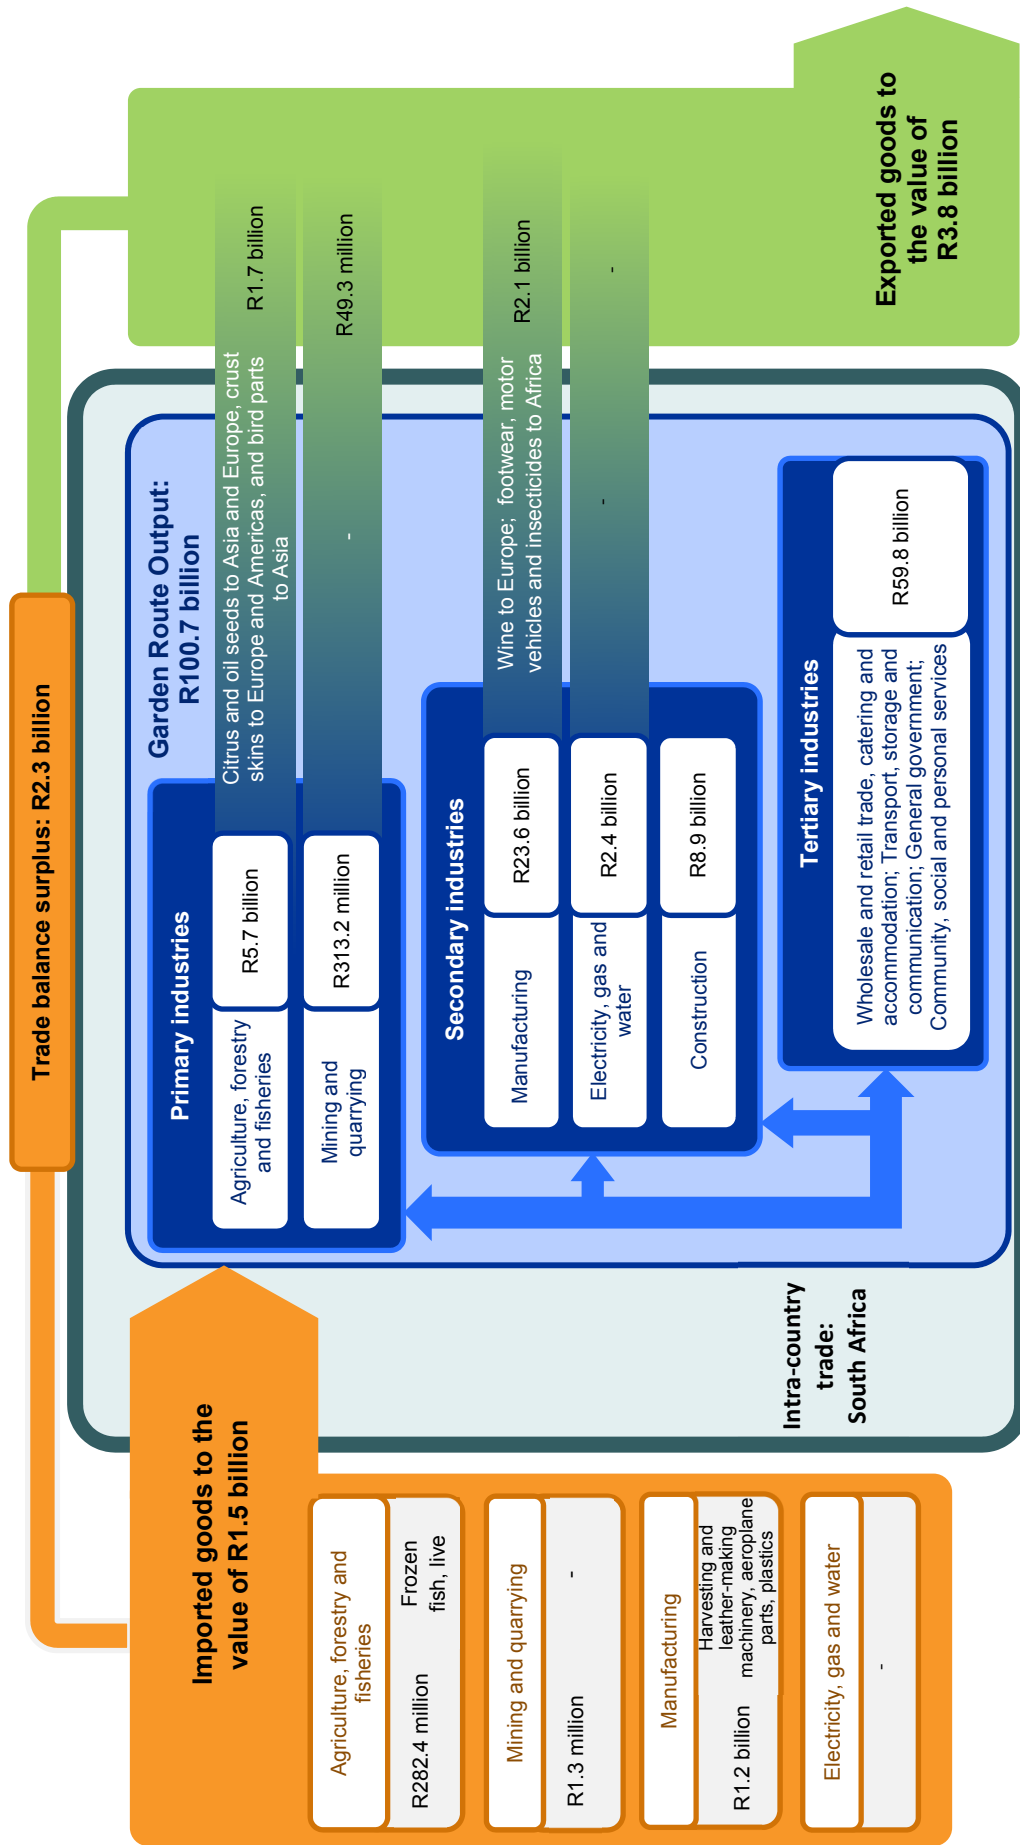 Trade balance surplus: R2.3 billion
Imported goods to the
value of R1.5 billion
Agriculture, forestry and
fisheries
R282.4 million
Frozen
fish, live
Mining and quarrying
R1.3 million
-
Manufacturing
R1.2 billion
Harvesting and
leather-making
machinery, aeroplane
parts, plastics
Electricity, gas and water
-
Intra-country
trade:
South Africa
Garden Route Output:
R100.7 billion
Primary industries
Agriculture, forestry
and fisheries
R5.7 billion
Citrus and oil seeds to Asia and Europe, crust
skins to Europe and Americas, and bird parts
to Asia
R1.7 billion
Mining and
quarrying
R313.2 million
-
R49.3 million
Secondary industries
Manufacturing
R23.6 billion
Wine to Europe;  footwear, motor
vehicles and insecticides to Africa
R2.1 billion
Electricity, gas and
water
R2.4 billion
-
-
Construction
R8.9 billion
Tertiary industries
Wholesale and retail trade, catering and
accommodation; Transport, storage and
communication; General government;
Community, social and personal services
R59.8 billion
Exported goods to
the value of
R3.8 billion